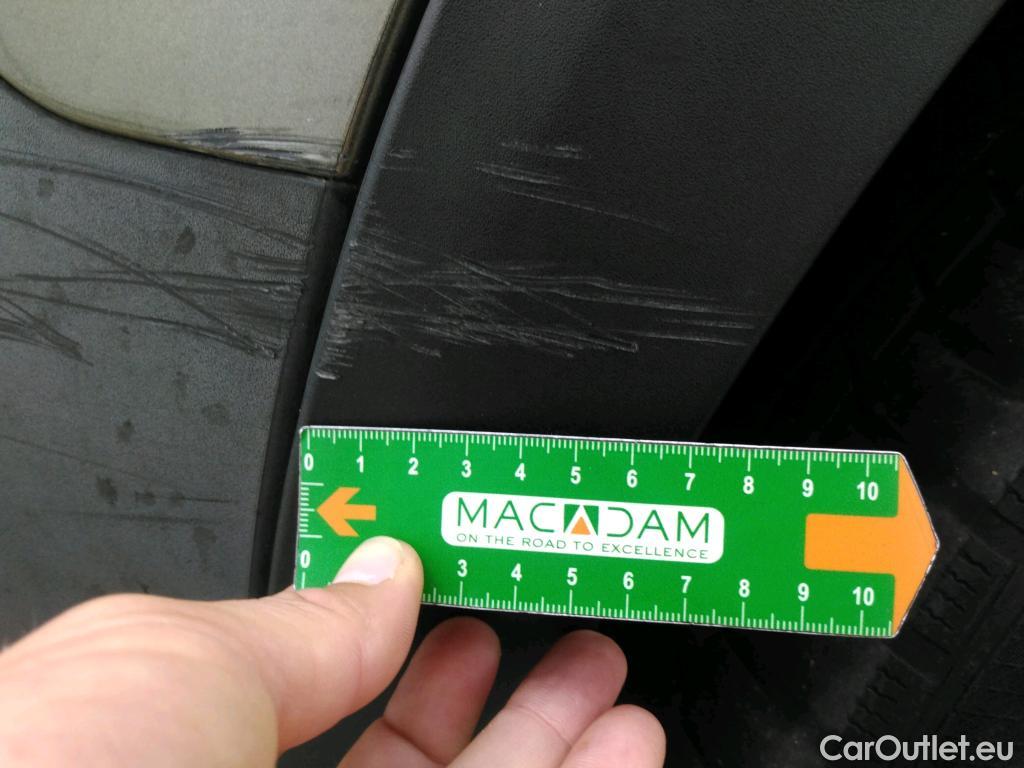 0 1 2 3 4 5 6 7 8 9 10
MACADAM
ON THE ROAD TO EXCELLENCE
0 3 4 5 6 7 8 9 10
CarOutlet.eu